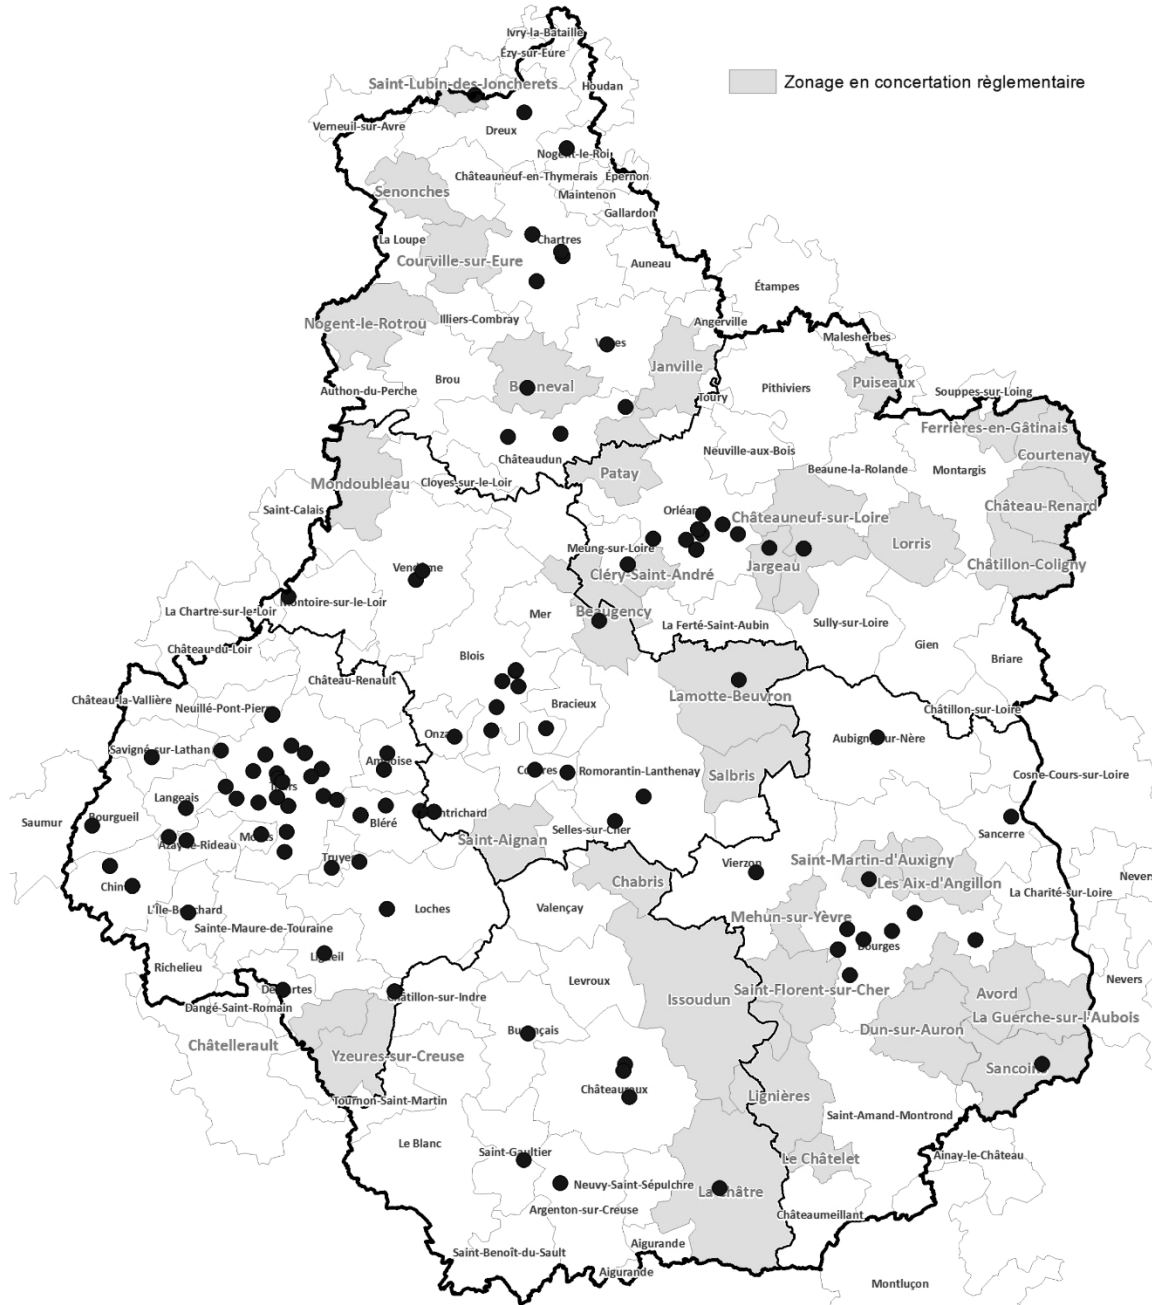 Ivry-la-Bataille
Ézy-sur-Eure
Saint-Lubin-des-Joncherets
Houdan
Zonage en concertation règlementaire
Verneuil-sur-Avre
Dreux
Nogent-le-Roi
Châteauneuf-en-Thymerais
Épernon
Senonches
Maintenon
Gallardon
La Loupe
Chartres
Courville-sur-Eure
Auneau
Étampes
Nogent-le-Rotrou
Illiers-Combray
Angerville
Malesherbes
Janville
Brou
Authon-du-Perche
Toury
Pithiviers
Puiseaux
Souppes-sur-Loing
Ferrières-en-Gâtinais
Châteaudun
Neuville-aux-Bois
Courtenay
Mondoubleau
Cloyes-sur-le-Loir
Patay
Beaune-la-Rolande
Montargis
Saint-Calais
Orléans
Châteauneuf-sur-Loire
Château-Renard
Meung-sur-Loire
Lorris
Jargeau
Châtillon-Coligny
Cléry-Saint-André
Montoire-sur-le-Loir
La Chartre-sur-le-Loir
Mer
Beaugency
La Ferté-Saint-Aubin
Sully-sur-Loire
Château-du-Loir
Gien
Blois
Briare
Château-Renault
Château-la-Vallière
Neuillé-Pont-Pierre
Bracieux
Lamotte-Beuvron
Châtillon-sur-Loire
Savigné-sur-Lathan
Aubigny-sur-Nère
Romorantin-Lanthenay
Salbris
Cosne-Cours-sur-Loire
Langeais
Saumur
Bourgueil
Bléré
Montrichard
Selles-sur-Cher
Sancerre
Azay-le-Rideau
Saint-Aignan
Vierzon
Saint-Martin-d'Auxigny
Chabris
Les Aix-d'Angillon
Nevers
La Charité-sur-Loire
L'Île-Bouchard
Loches
Valençay
Mehun-sur-Yèvre
Sainte-Maure-de-Touraine
Bourges
Richelieu
Levroux
Nevers
Saint-Florent-sur-Cher
Avord
Châtillon-sur-Indre
Issoudun
Dangé-Saint-Romain
La Guerche-sur-l'Aubois
Dun-sur-Auron
Châtellerault
Yzeures-sur-Creuse
Sancoins
Châteauroux
Lignières
Tournon-Saint-Martin
Saint-Amand-Montrond
Le Blanc
Saint-Gaultier
Le Châtelet
Ainay-le-Château
Neuvy-Saint-Sépulchre
La Châtre
Argenton-sur-Creuse
Châteaumeillant
Aigurande
Saint-Benoît-du-Sault
Aigurande
Montluçon